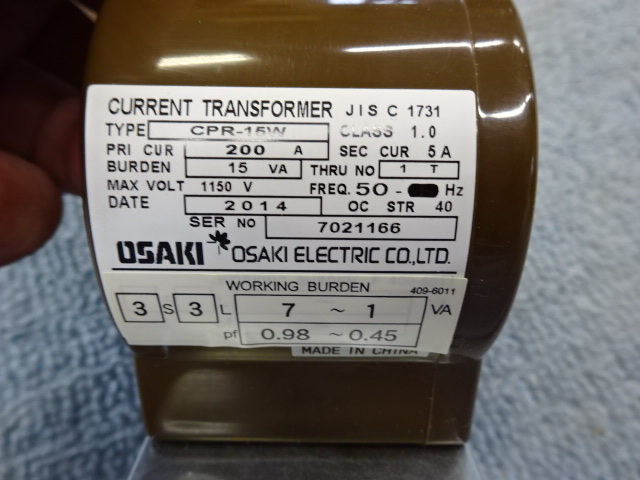 CURRENT TRANSFORMER JIS C 1731
TYPE CPR-15W CLASS 1.0
PRI CUR 200 A SEC CUR 5 A
BURDEN 15 VA THRU NO 1 T
MAX VOLT 1150 V FREQ. 50 - Hz
DATE 2014 OC STR 40
SER NO 7021166
OSAKI OSAKI ELECTRIC CO.,LTD.
WORKING BURDEN 409-6011
3 S 3 L 7 ~ 1 VA
pf 0.98 ~ 0.45
MADE IN CHINA